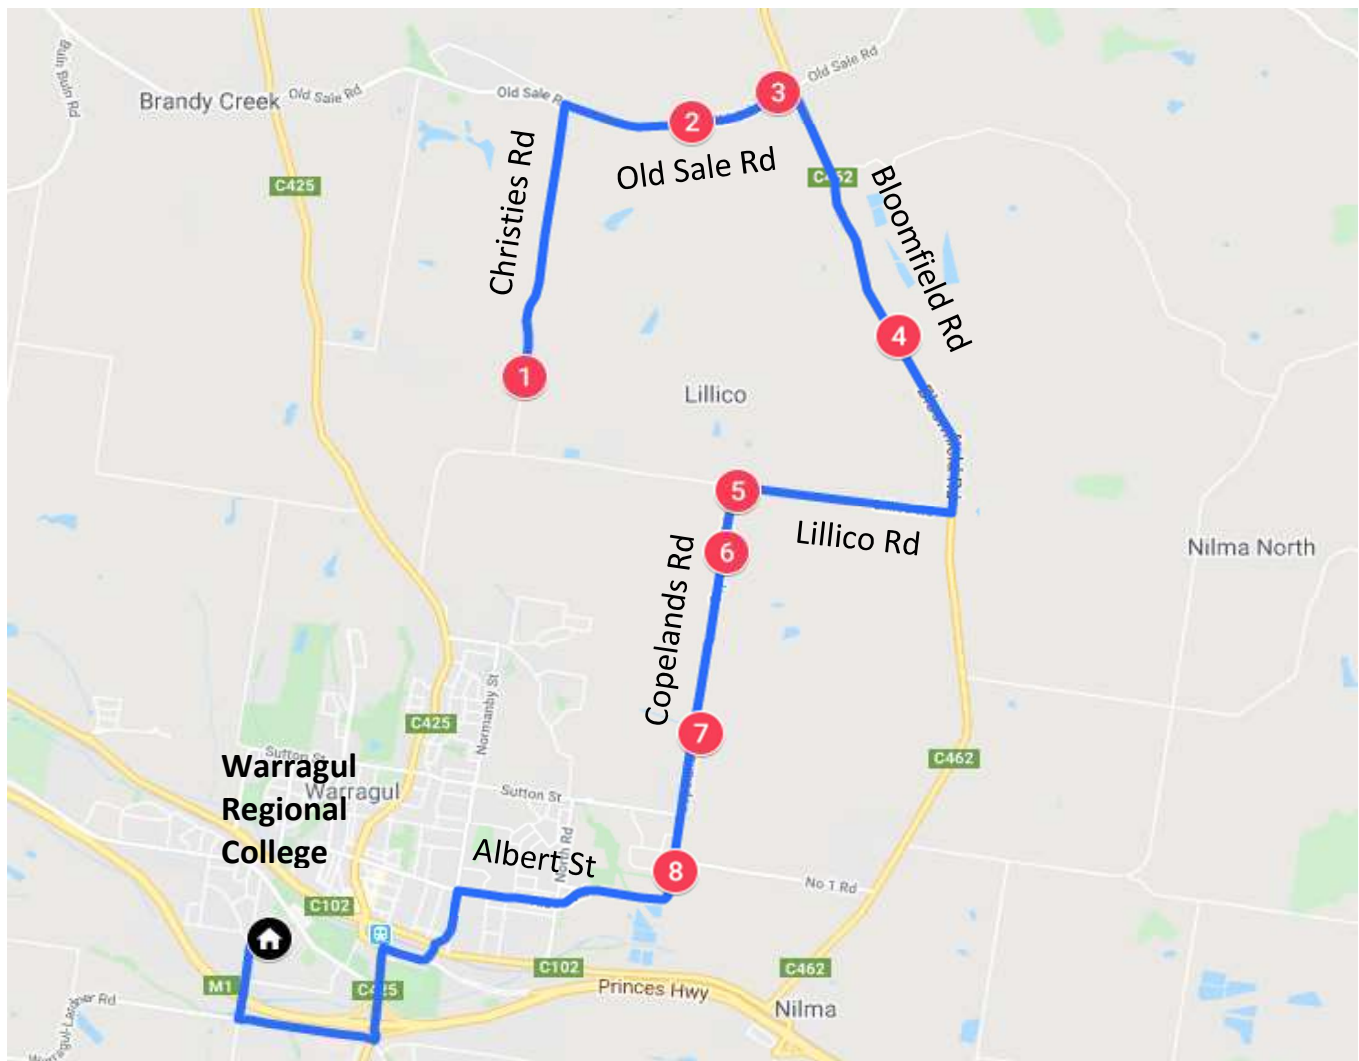 Buln Buln Rd
Brandy Creek
Old Sale Rd
Old Sale R
3
Old Sale Rd
2
Old Sale Rd
C425
Christies Rd
Bloomfield Rd
4
1
Lillico
5
Lillico Rd
6
Nilma North
Copelands Rd
Normanby St
C425
7
C462
Sutton St
Warragul
Regional
College
Warragul
Sutton St
North Rd
Albert St
8
No 1 Rd
C102
C102
C462
M1
Princes Hwy
Nilma